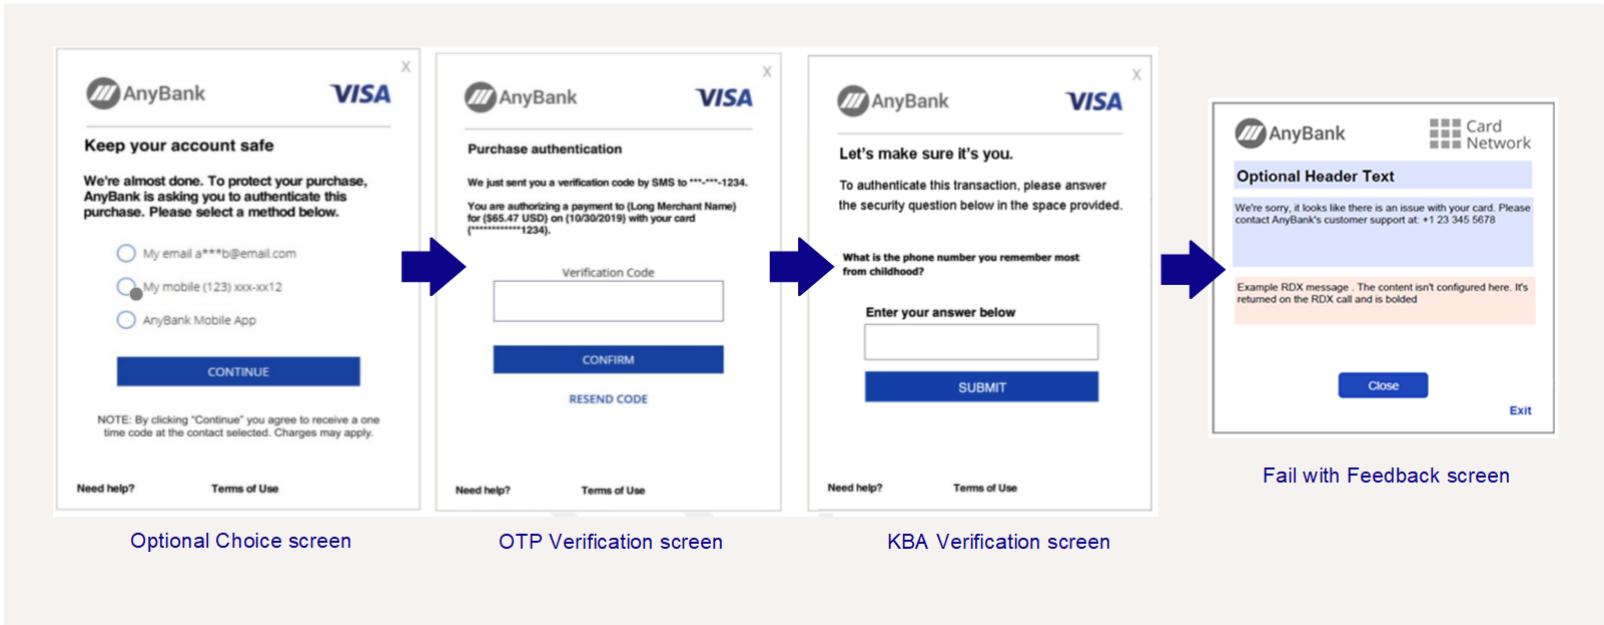 X
AnyBank
VISA
Keep your account safe
We're almost done. To protect your purchase,
AnyBank is asking you to authenticate this
purchase. Please select a method below.
My email a***b@email.com
My mobile (123) xxx-xx12
AnyBank Mobile App
CONTINUE
NOTE: By clicking "Continue" you agree to receive a one
time code at the contact selected. Charges may apply.
Need help?
Terms of Use
Optional Choice screen
X
AnyBank
VISA
Purchase authentication
We just sent you a verification code by SMS to ***-***-1234.
You are authorizing a payment to {Long Merchant Name}
for {$65.47 USD} on {10/30/2019} with your card
{************1234}.
Verification Code
CONFIRM
RESEND CODE
Need help?
Terms of Use
OTP Verification screen
X
AnyBank
VISA
Let's make sure it's you.
To authenticate this transaction, please answer
the security question below in the space provided.
What is the phone number you remember most
from childhood?
Enter your answer below
SUBMIT
Need help?
Terms of Use
KBA Verification screen
AnyBank
Card
Network
Optional Header Text
We're sorry, it looks like there is an issue with your card. Please
contact AnyBank's customer support at: +1 23 345 5678
Example RDX message . The content isn't configured here. It's
returned on the RDX call and is bolded
Close
Exit
Fail with Feedback screen